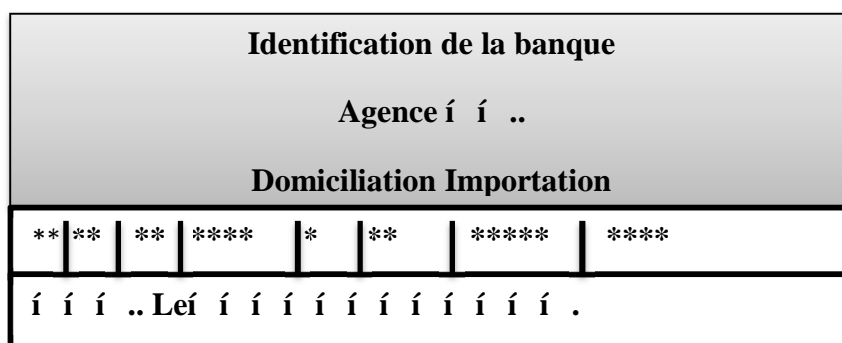 Identification de la banque
Agence í í ..
Domiciliation Importation
** ** ** **** * ** ***** ****
í í í .. Leí í í í í í í í í í í í .